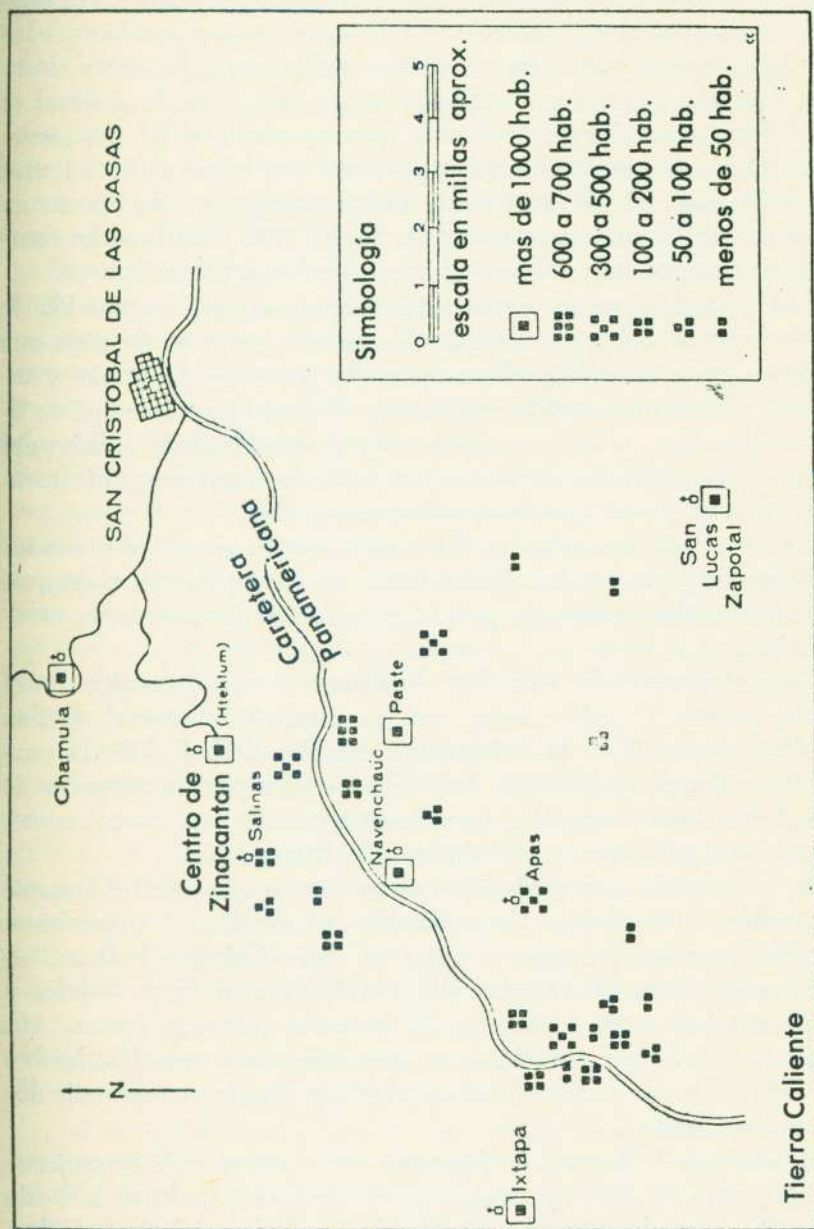 N
SAN CRISTOBAL DE LAS CASAS
Chamula
Centro de
Zinacantan
(Hteklum)
Salinas
Carretera
Panamericana
Navenchauc
Paste
Apas
Ixtapa
San
Lucas
Zapotal
Tierra Caliente
Simbología
0 1 2 3 4 5
escala en millas aprox.
mas de 1000 hab.
600 a 700 hab.
300 a 500 hab.
100 a 200 hab.
50 a 100 hab.
menos de 50 hab.